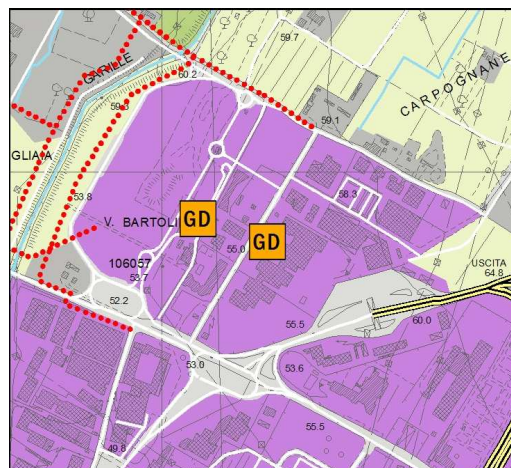 59.7
GARILLE
60.2
CARPOGNANE
59.3
59.1
GLIAIA
53.8
58.3
V. BARTOLI
GD
GD
55.0
106057
53.7
USCITA
64.8
52.2
55.5
60.0
53.0
53.6
49.8
55.5